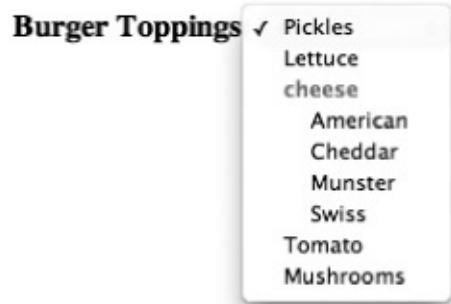 Burger Toppings ✓ Pickles
Lettuce
cheese
American
Cheddar
Munster
Swiss
Tomato
Mushrooms